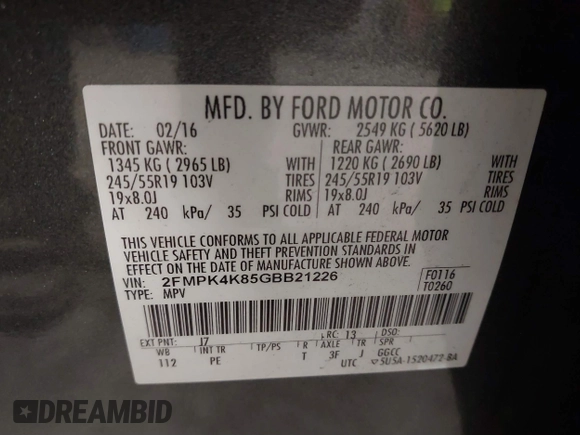 MFD. BY FORD MOTOR CO.
DATE: 02/16 GVWR: 2549 KG ( 5620 LB)
FRONT GAWR: REAR GAWR:
1345 KG ( 2965 LB) WITH 1220 KG ( 2690 LB) WITH
245/55R19 103V TIRES 245/55R19 103V TIRES
19x8.0J RIMS 19x8.0J RIMS
AT 240 kPa/ 35 PSI COLD AT 240 kPa/ 35 PSI COLD
THIS VEHICLE CONFORMS TO ALL APPLICABLE FEDERAL MOTOR
VEHICLE SAFETY AND THEFT PREVENTION STANDARDS IN
EFFECT ON THE DATE OF MANUFACTURE SHOWN ABOVE.
VIN: 2FMPK4K85GBB21226 F0116
TYPE: MPV T0260
EXT PNT: J7 RC: 13 DSO:
WB INT TR TP/PS R AXLE TR SPR
112 PE T 3F J GGCC
UTC 5U5A-1520472-BA
DREAMBID